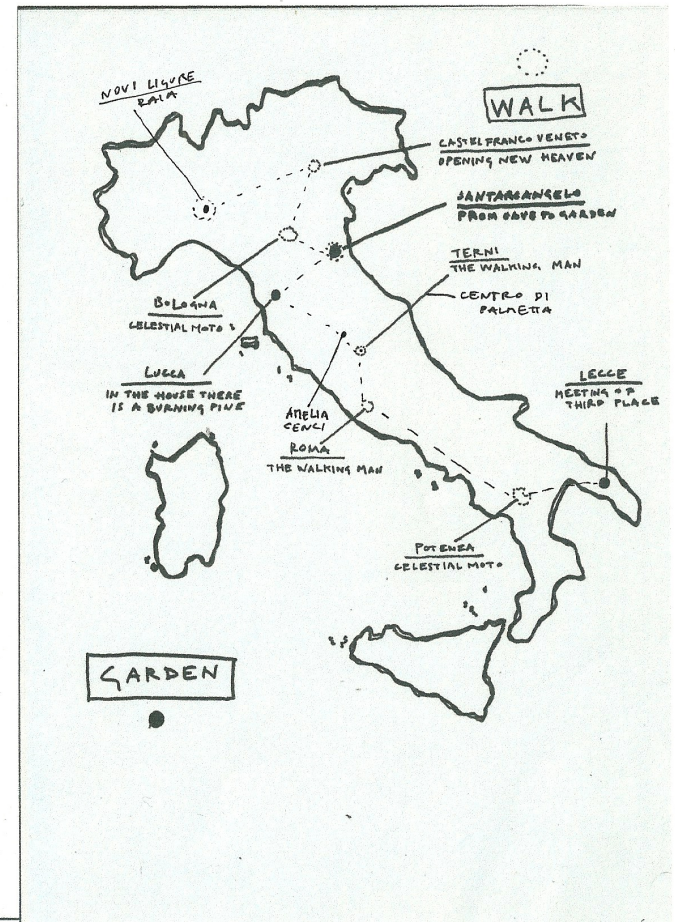 NOVI LIGURE
RAIA
WALK
CASTELFRANCO VENETO
OPENING NEW HEAVEN
SANTARCANGELO
FROM CAVE TO GARDEN
TERNI
THE WALKING MAN
CENTRO DI
PALMETTA
BOLOGNA
CELESTIAL MOTO
LUCCA
IN THE HOUSE THERE
IS A BURNING PINE
AMELIA
CENCI
ROMA
THE WALKING MAN
LECCE
MEETING OF
THIRD PLACE
POTENZA
CELESTIAL MOTO
GARDEN